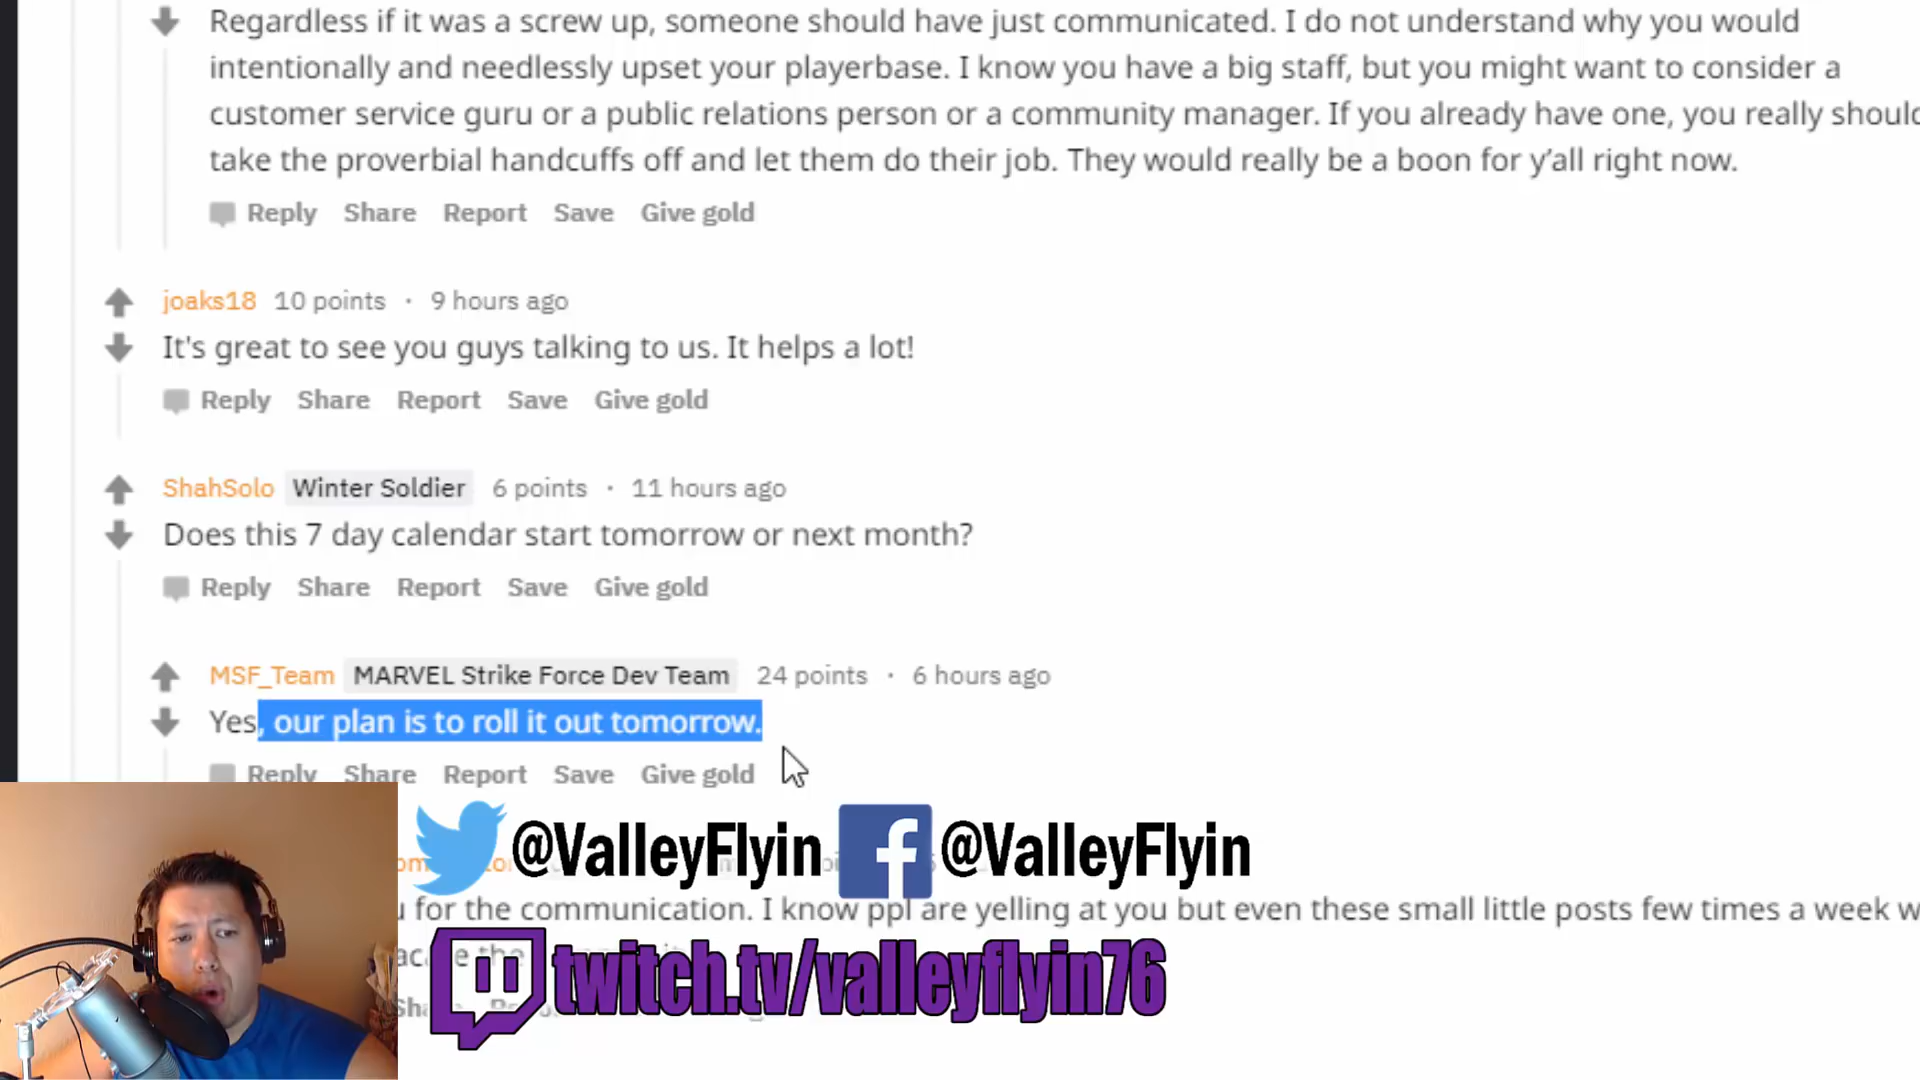 Regardless if it was a screw up, someone should have just communicated. I do not understand why you would
intentionally and needlessly upset your playerbase. I know you have a big staff, but you might want to consider a
customer service guru or a public relations person or a community manager. If you already have one, you really should
take the proverbial handcuffs off and let them do their job. They would really be a boon for y’all right now.
Reply Share Report Save Give gold
joaks18 10 points · 9 hours ago
It's great to see you guys talking to us. It helps a lot!
Reply Share Report Save Give gold
ShahSolo Winter Soldier 6 points · 11 hours ago
Does this 7 day calendar start tomorrow or next month?
Reply Share Report Save Give gold
MSF_Team MARVEL Strike Force Dev Team 24 points · 6 hours ago
Yes, our plan is to roll it out tomorrow.
Reply Share Report Save Give gold
@ValleyFlyin @ValleyFlyin
for the communication. I know ppl are yelling at you but even these small little posts few times a week
twitch.tv/valleyflyin76